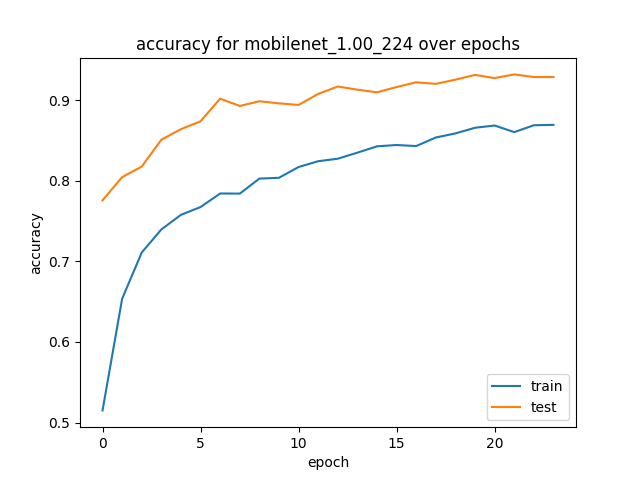 accuracy for mobilenet_1.00_224 over epochs
accuracy
0.9
0.8
0.7
0.6
0.5
0 5 10 15 20
epoch
train
test